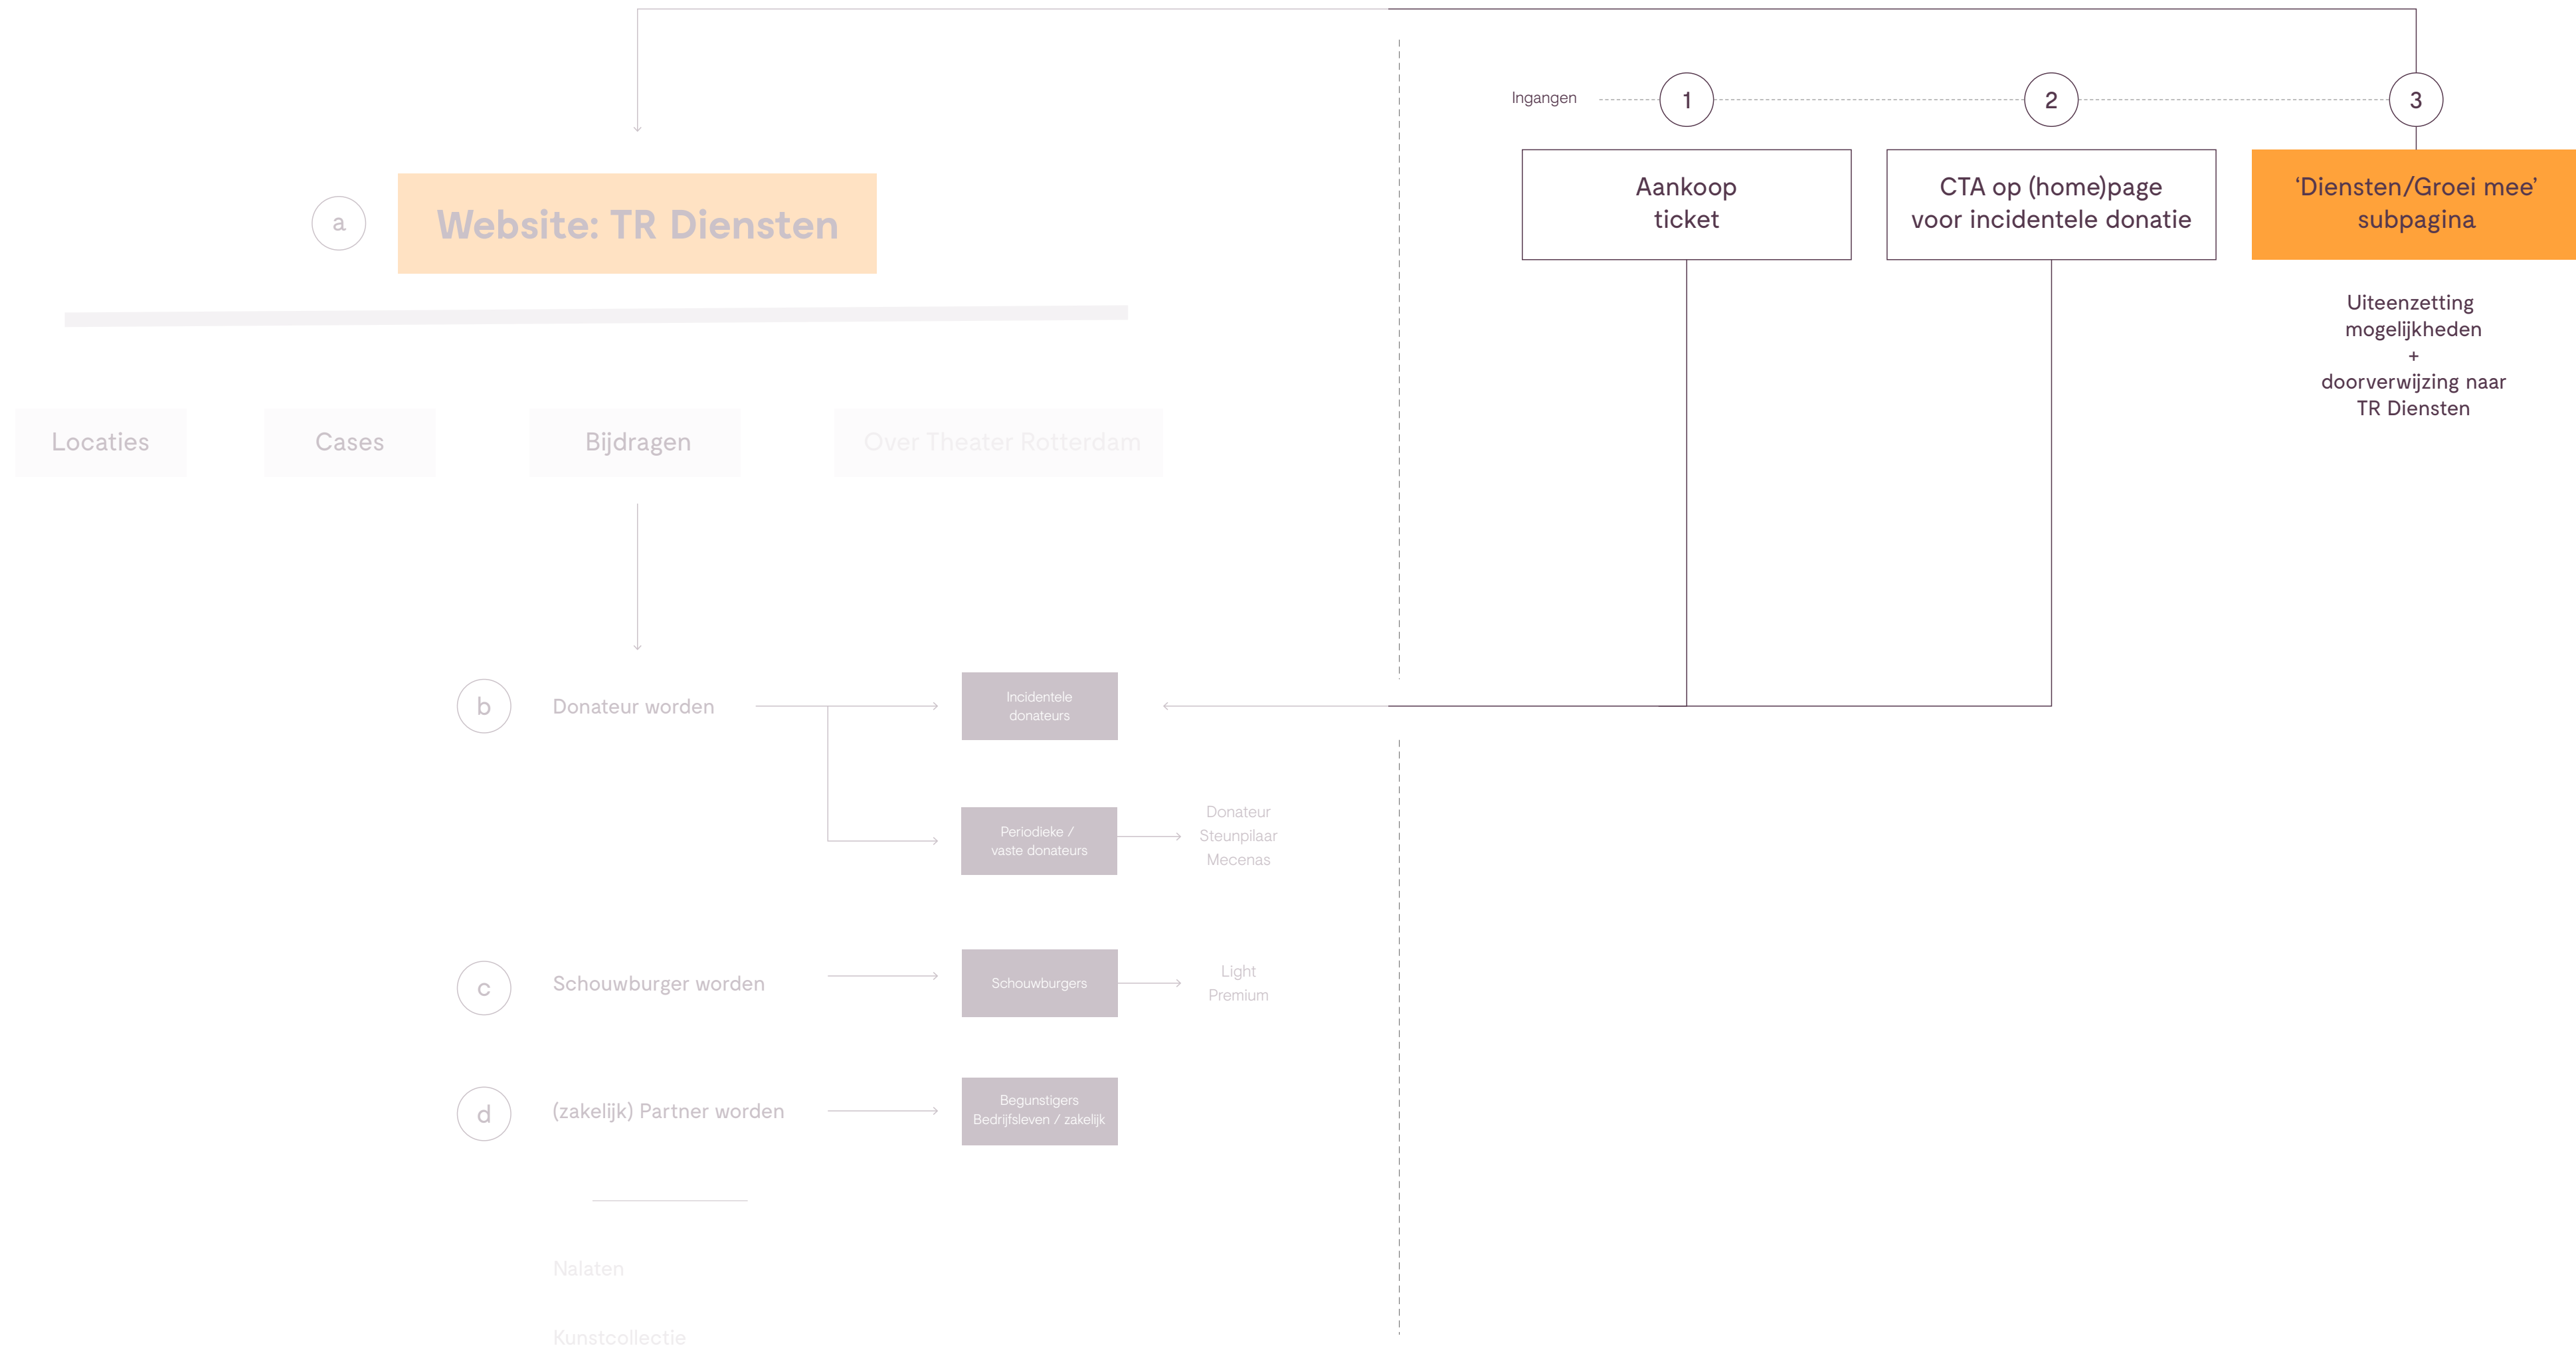 Ingangen
1
2
3
Aankoop
ticket
CTA op (home)page
voor incidentele donatie
‘Diensten/Groei mee’
subpagina
Uiteenzetting
mogelijkheden
+
doorverwijzing naar
TR Diensten
a
Website: TR Diensten
Locaties
Cases
Bijdragen
Over Theater Rotterdam
b
Donateur worden
Incidentele
donateurs
Periodieke /
vaste donateurs
Donateur
Steunpilaar
Mecenas
c
Schouwburger worden
Schouwburgers
Light
Premium
d
(zakelijk) Partner worden
Begunstigers
Bedrijfsleven / zakelijk
Nalaten
Kunstcollectie